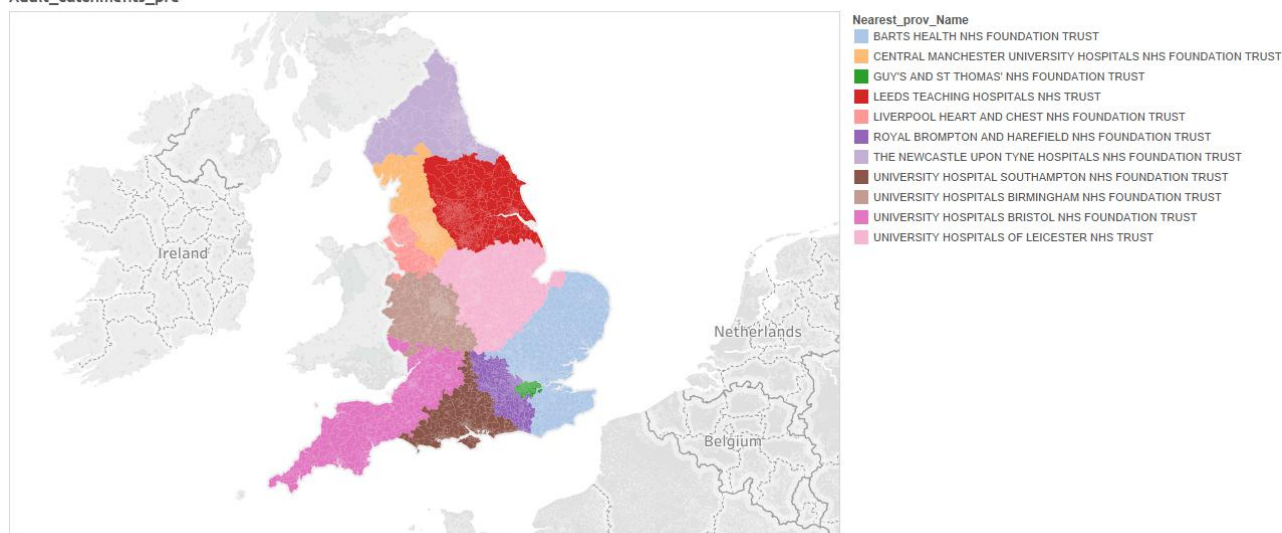 Adult_catchments_pre
Nearest_prov_Name
BARTS HEALTH NHS FOUNDATION TRUST
CENTRAL MANCHESTER UNIVERSITY HOSPITALS NHS FOUNDATION TRUST
GUY'S AND ST THOMAS' NHS FOUNDATION TRUST
LEEDS TEACHING HOSPITALS NHS TRUST
LIVERPOOL HEART AND CHEST NHS FOUNDATION TRUST
ROYAL BROMPTON AND HAREFIELD NHS FOUNDATION TRUST
THE NEWCASTLE UPON TYNE HOSPITALS NHS FOUNDATION TRUST
UNIVERSITY HOSPITAL SOUTHAMPTON NHS FOUNDATION TRUST
UNIVERSITY HOSPITALS BIRMINGHAM NHS FOUNDATION TRUST
UNIVERSITY HOSPITALS BRISTOL NHS FOUNDATION TRUST
UNIVERSITY HOSPITALS OF LEICESTER NHS TRUST
Ireland
Netherlands
Belgium